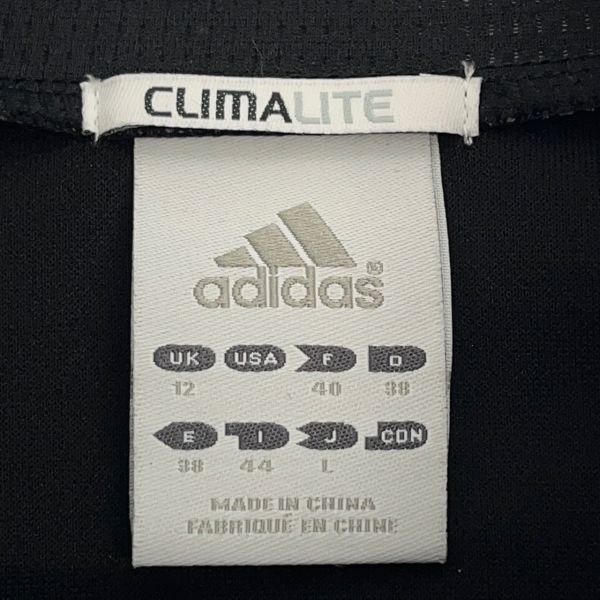 CLIMALITE
adidas®
UK USA F D
12 40 38
E I J CON
38 44 L
MADE IN CHINA
FABRIQUÉ EN CHINE